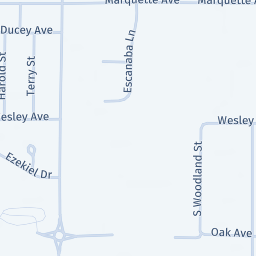 Marquette Ave
Ducey Ave
Escanaba Ln
Harold St
Terry St
esley Ave
Wesley
Ezekiel Dr
S Woodland St
Oak Ave